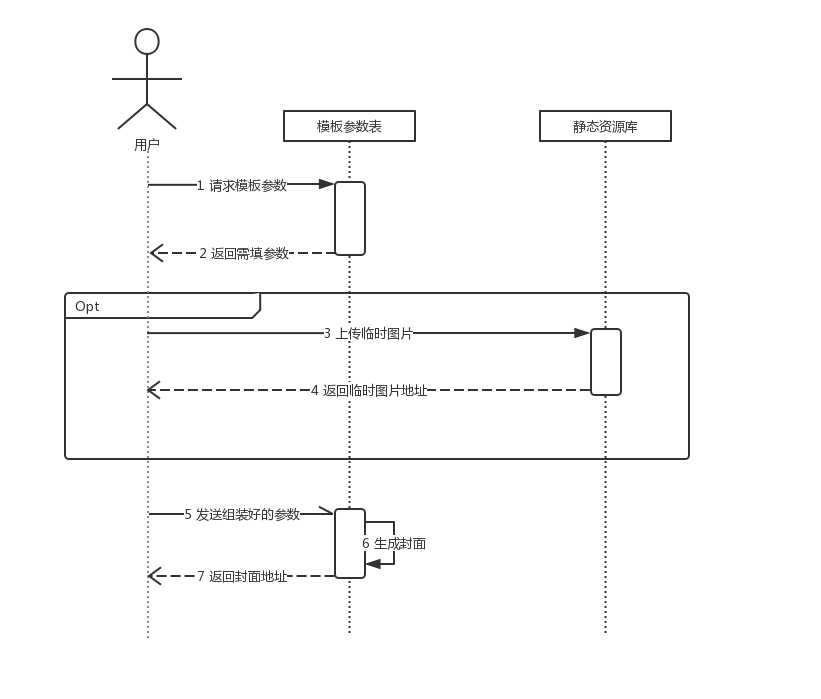 用户
模板参数表
静态资源库
1 请求模板参数
2 返回需填参数
Opt
3 上传临时图片
4 返回临时图片地址
5 发送组装好的参数
6 生成封面
7 返回封面地址